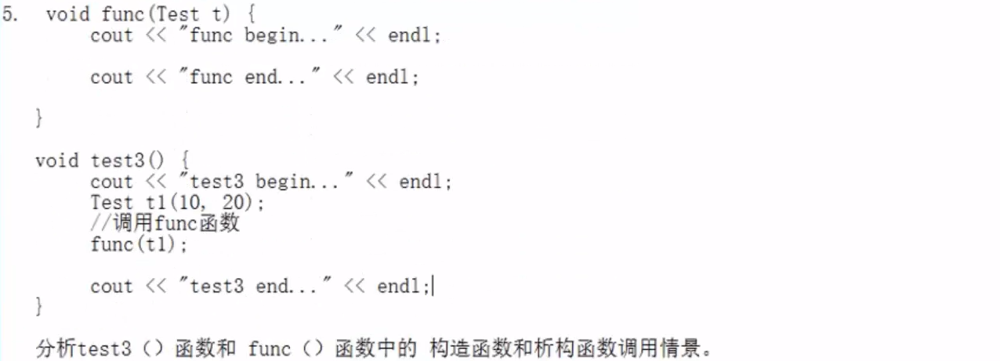 5. void func(Test t) {
cout << "func begin..." << endl;
cout << "func end..." << endl;
}
void test3() {
cout << "test3 begin..." << endl;
Test t1(10, 20);
//调用func函数
func(t1);
cout << "test3 end..." << endl;
}
分析test3（）函数和 func（）函数中的 构造函数和析构函数调用情景。